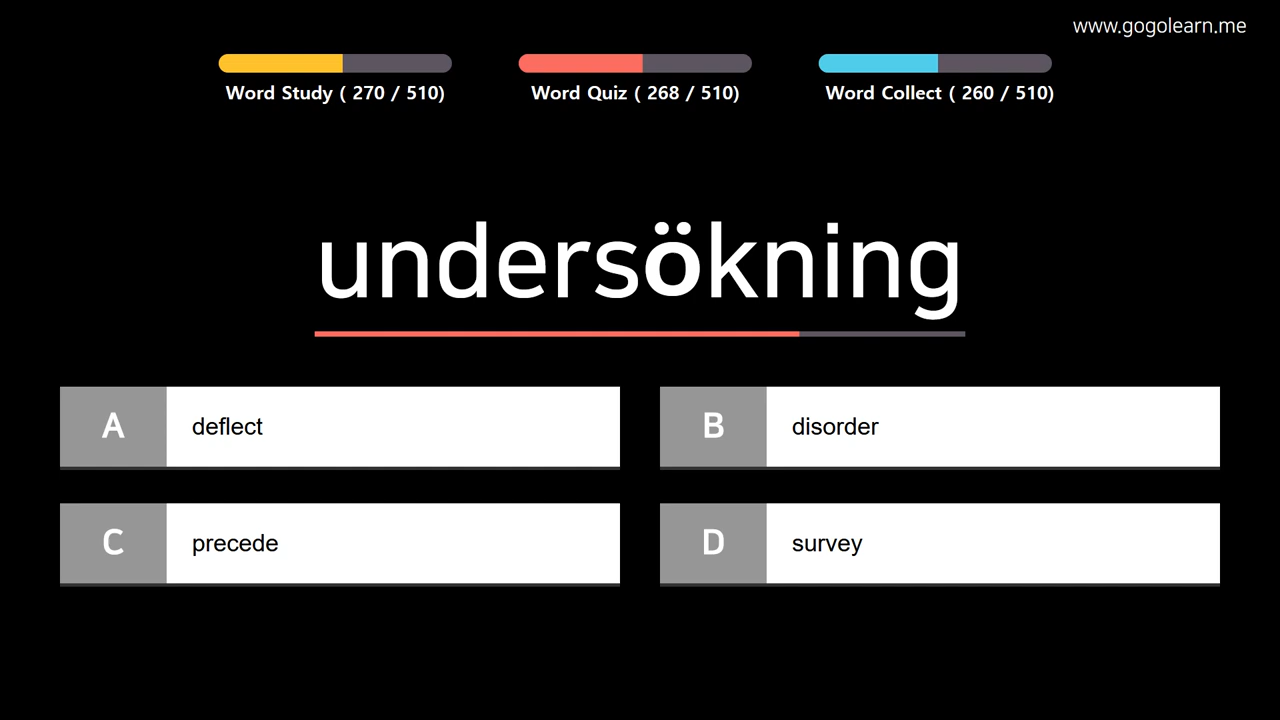 www.gogolearn.me
Word Study ( 270 / 510)
Word Quiz ( 268 / 510)
Word Collect ( 260 / 510)
undersökning
A deflect
B disorder
C precede
D survey